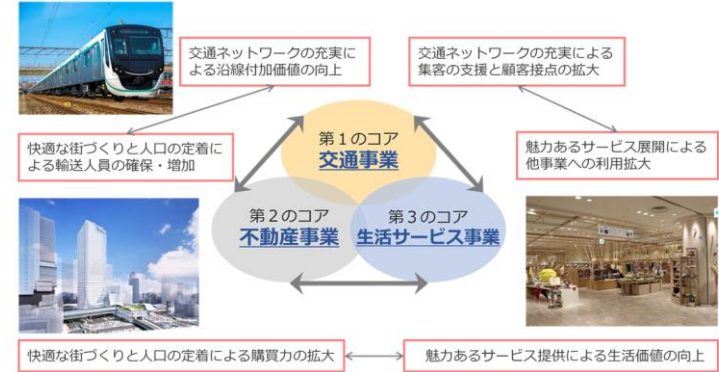 交通ネットワークの充実に
よる沿線付加価値の向上
交通ネットワークの充実による
集客の支援と顧客接点の拡大
快適な街づくりと人口の定着に
よる輸送人員の確保・増加
第1のコア
交通事業
魅力あるサービス展開による
他事業への利用拡大
第2のコア
不動産事業
第3のコア
生活サービス事業
快適な街づくりと人口の定着による購買力の拡大
魅力あるサービス提供による生活価値の向上